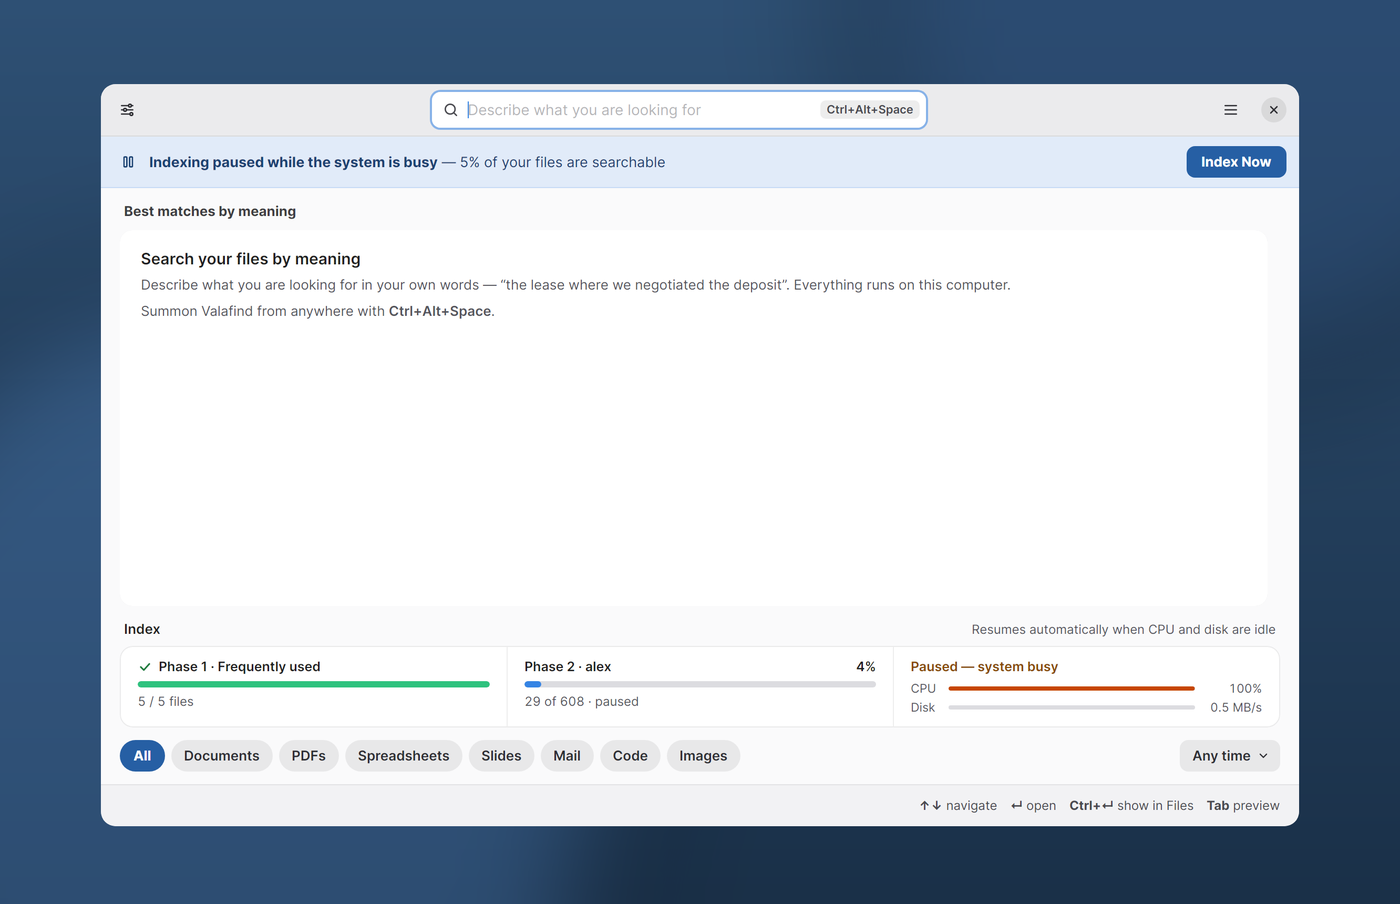 Describe what you are looking for
Ctrl+Alt+Space
Indexing paused while the system is busy — 5% of your files are searchable
Index Now
Best matches by meaning
Search your files by meaning
Describe what you are looking for in your own words — “the lease where we negotiated the deposit”. Everything runs on this computer.
Summon Valafind from anywhere with Ctrl+Alt+Space.
Index
Resumes automatically when CPU and disk are idle
Phase 1 · Frequently used
5 / 5 files
Phase 2 · alex 4%
29 of 608 · paused
Paused — system busy
CPU 100%
Disk 0.5 MB/s
All Documents PDFs Spreadsheets Slides Mail Code Images Any time
↑↓ navigate ↵ open Ctrl+↵ show in Files Tab preview